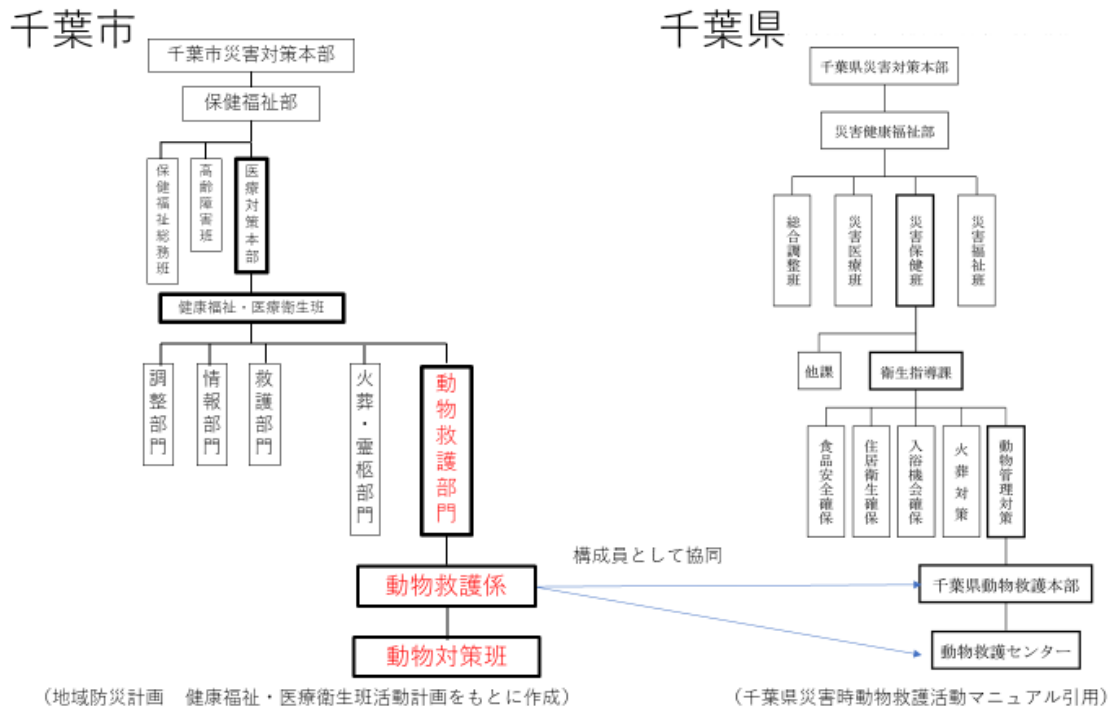 千葉市
千葉市災害対策本部
保健福祉部
保健福祉総務班
高齢障害班
医療対策本部
健康福祉・医療衛生班
調整部門
情報部門
救護部門
火葬・霊枢部門
動物救護部門
動物救護係
動物対策班
(地域防災計画 健康福祉・医療衛生班活動計画をもとに作成)
構成員として協同
千葉県
千葉県災害対策本部
災害健康福祉部
総合調整班
災害医療班
災害保健班
災害福祉班
他課
衛生指導課
食品安全確保
住居衛生確保
入浴機会確保
火葬対策
動物管理対策
千葉県動物救護本部
動物救護センター
(千葉県災害時動物救護活動マニュアル引用)